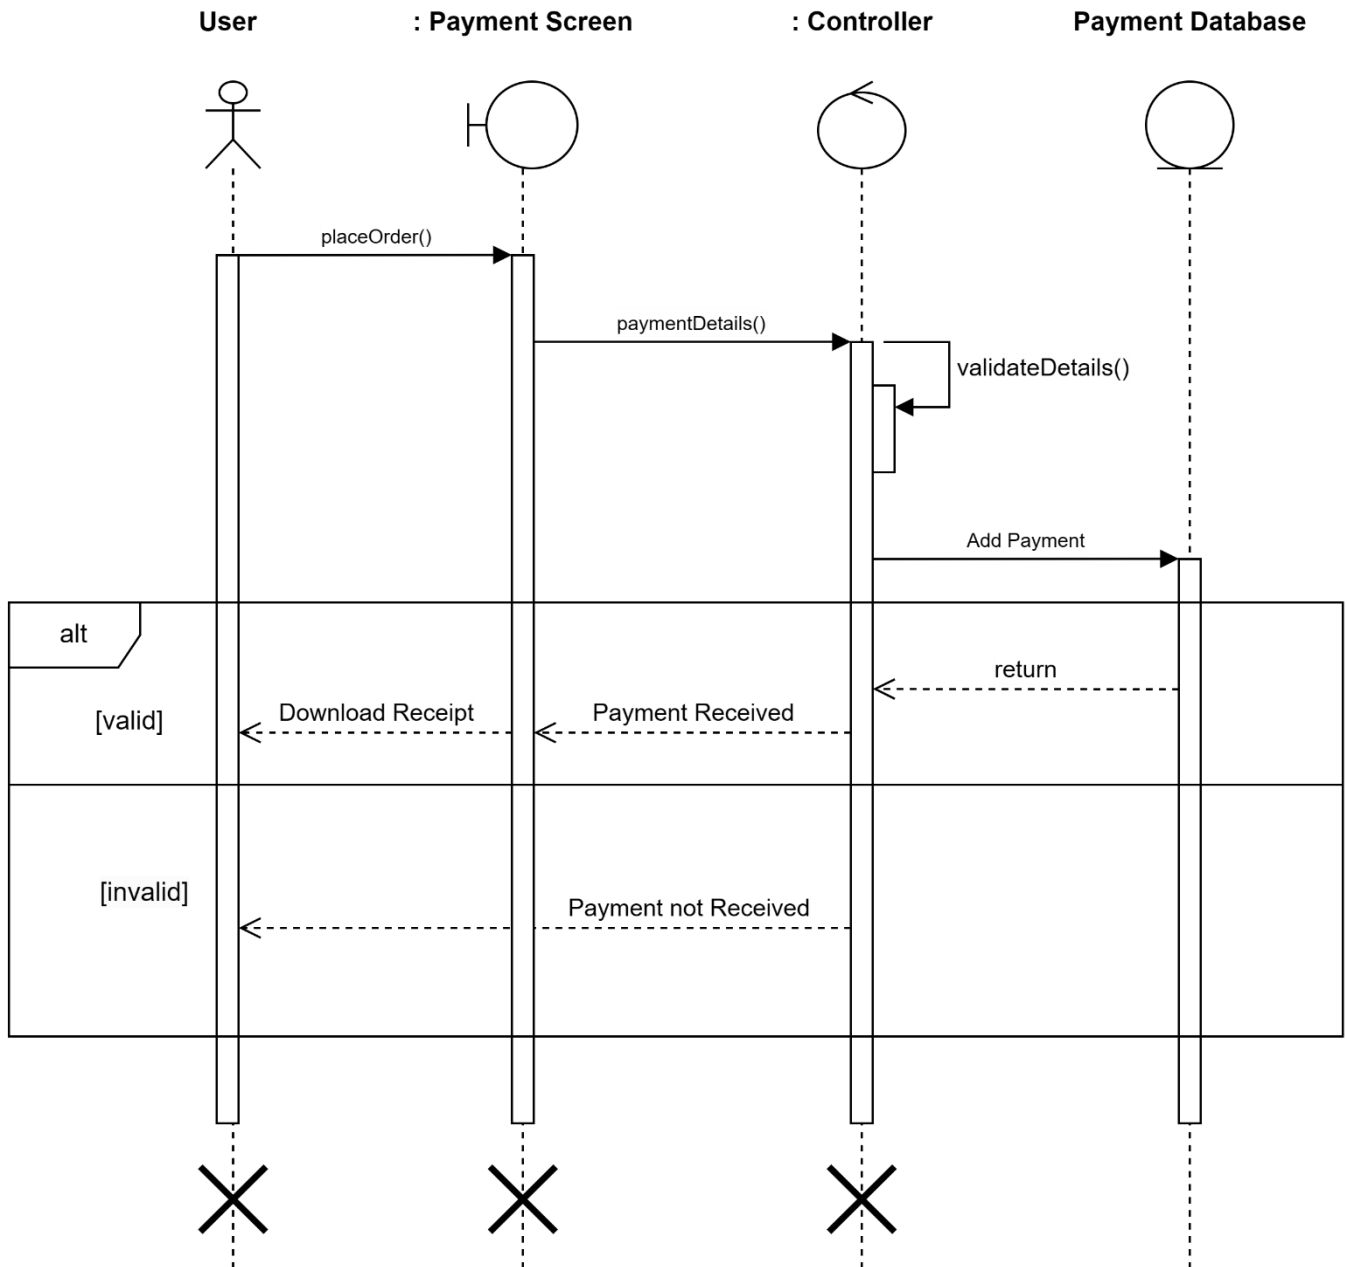 User
: Payment Screen
: Controller
Payment Database
placeOrder()
paymentDetails()
validateDetails()
Add Payment
alt
return
[valid]
Download Receipt
Payment Received
[invalid]
Payment not Received